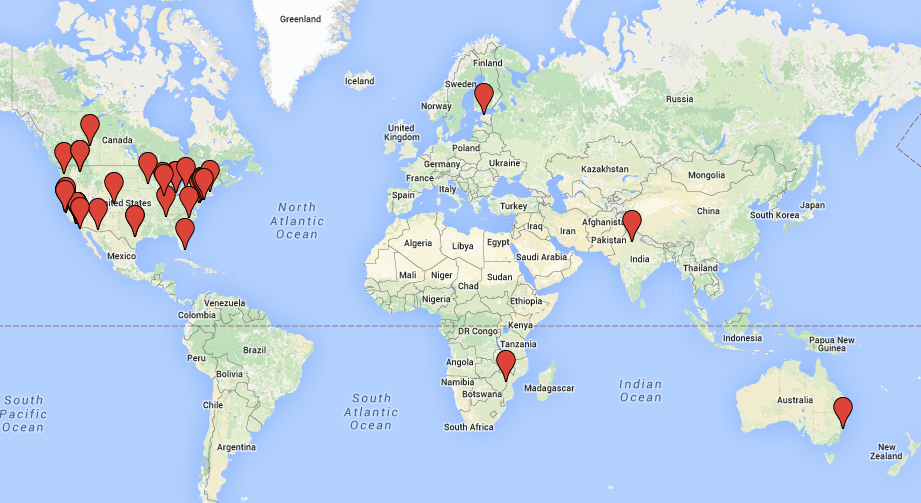 Greenland
Iceland
Finland
Sweden
Norway
Russia
Canada
United
Kingdom
Poland
Germany
Ukraine
France
Kazakhstan
Mongolia
Italy
Spain
Turkey
China
Japan
South Korea
ited States
North
Atlantic
Ocean
Afghanist
Iraq
Iran
Pakistan
Algeria
Libya
Egypt
Saudi Arabia
India
Mexico
Mali
Niger
Chad
Sudan
Thailand
Nigeria
Ethiopia
Venezuela
Colombia
DR Congo
Kenya
Tanzania
Indonesia
Papua New
Guinea
Peru
Brazil
Bolivia
Angola
Namibia
Botswana
Madagascar
Indian
Ocean
South
Pacific
Ocean
South
Atlantic
Ocean
Australia
Chile
South Africa
Argentina
New
Zealand